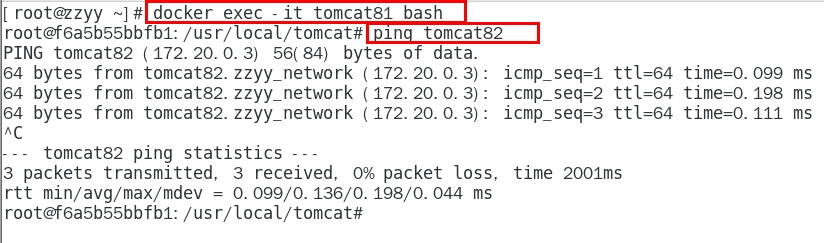 [root@zzyy ~]# docker exec -it tomcat81 bash
root@f6a5b55bbfb1:/usr/local/tomcat# ping tomcat82
PING tomcat82 (172.20.0.3) 56(84) bytes of data.
64 bytes from tomcat82.zzyy_network (172.20.0.3): icmp_seq=1 ttl=64 time=0.099 ms
64 bytes from tomcat82.zzyy_network (172.20.0.3): icmp_seq=2 ttl=64 time=0.198 ms
64 bytes from tomcat82.zzyy_network (172.20.0.3): icmp_seq=3 ttl=64 time=0.111 ms
^C
--- tomcat82 ping statistics ---
3 packets transmitted, 3 received, 0% packet loss, time 2001ms
rtt min/avg/max/mdev = 0.099/0.136/0.198/0.044 ms
root@f6a5b55bbfb1:/usr/local/tomcat#